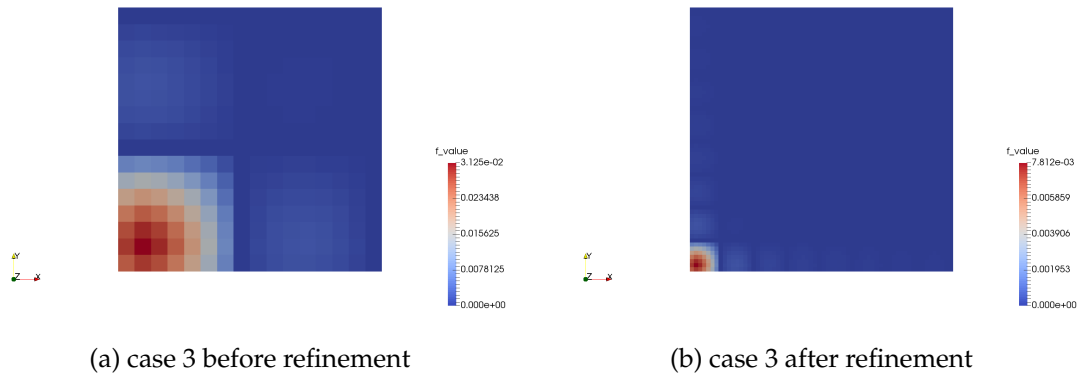 f_value
3.125e-02
0.023438
0.015625
0.0078125
0.000e+00
Y
Z X
(a) case 3 before refinement
f_value
7.812e-03
0.005859
0.003906
0.001953
0.000e+00
Y
Z X
(b) case 3 after refinement